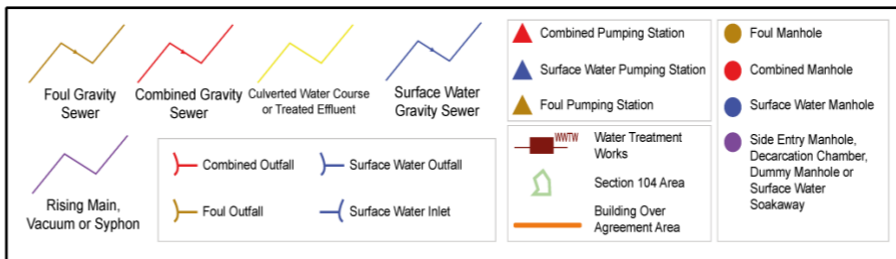 Foul Gravity
Sewer
Combined Gravity
Sewer
Culverted Water Course
or Treated Effluent
Surface Water
Gravity Sewer
Rising Main,
Vacuum or Syphon
Combined Outfall
Surface Water Outfall
Foul Outfall
Surface Water Inlet
Combined Pumping Station
Surface Water Pumping Station
Foul Pumping Station
WWTW
Water Treatment
Works
Section 104 Area
Building Over
Agreement Area
Foul Manhole
Combined Manhole
Surface Water Manhole
Side Entry Manhole,
Decarcation Chamber,
Dummy Manhole or
Surface Water
Soakaway